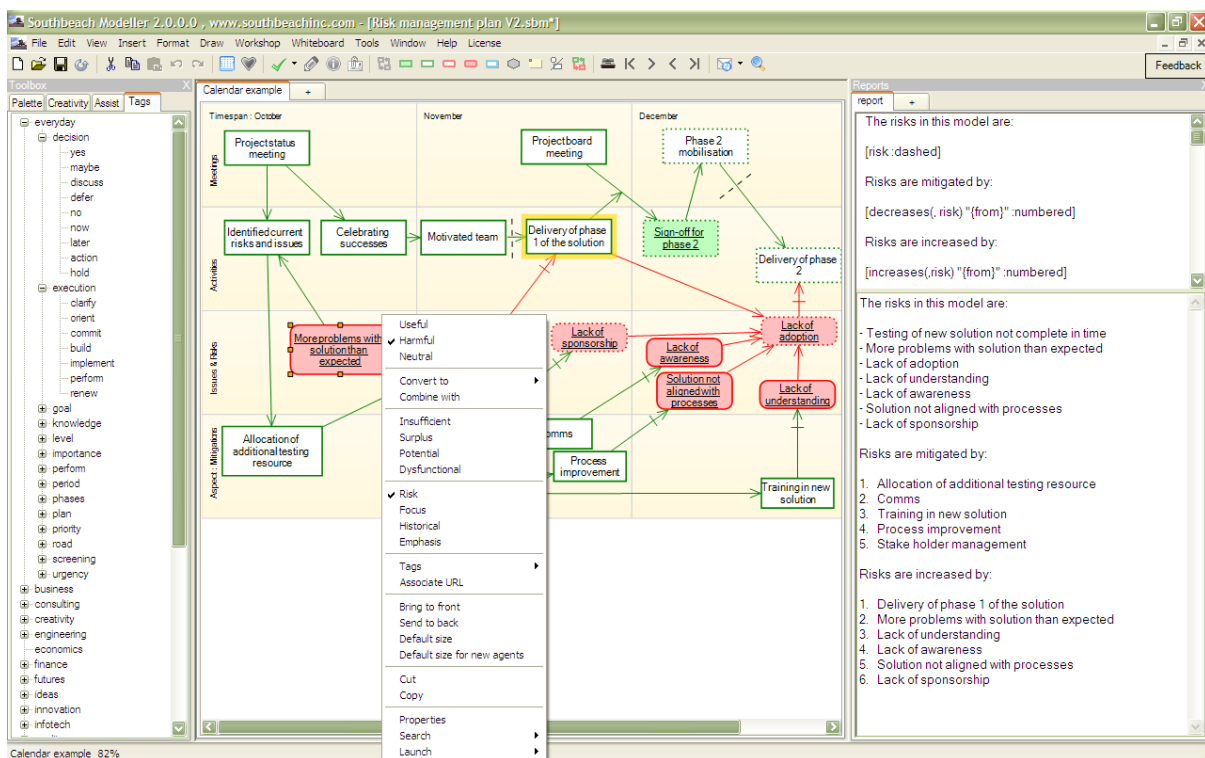 Southbeach Modeller 2.0.0.0 , www.southbeachinc.com - [Risk management plan V2.sbm*]
File Edit View Insert Format Draw Workshop Whiteboard Tools Window Help License
Feedback
Toolbox
X
Palette Creativity Assist Tags
everyday
decision
yes
maybe
discuss
defer
no
now
later
action
hold
execution
clarify
orient
commit
build
implement
perform
renew
goal
knowledge
level
importance
perform
period
phases
plan
priority
road
screening
urgency
business
consulting
creativity
engineering
economics
finance
futures
ideas
innovation
infotech
Calendar example +
Timespan : October
November
December
Meetings
Project status
meeting
Project board
meeting
Phase 2
mobilisation
Activities
Identified current
risks and issues
Celebrating
successes
Motivated team
Delivery of phase
1 of the solution
Sign-off for
phase 2
Delivery of phase
2
Issues & Risks
More problems with
solution than
expected
Lack of
sponsorship
Lack of
awareness
Solution not
aligned with
processes
Lack of
adoption
Lack of
understanding
Aspect : Mitigations
Allocation of
additional testing
resource
omms
Process
improvement
Training in new
solution
Useful
Harmful
Neutral
Convert to
Combine with
Insufficient
Surplus
Potential
Dysfunctional
Risk
Focus
Historical
Emphasis
Tags
Associate URL
Bring to front
Send to back
Default size
Default size for new agents
Cut
Copy
Properties
Search
Launch
Reports
report +
The risks in this model are:
[risk :dashed]
Risks are mitigated by:
[decreases(. risk) "{from}" :numbered]
Risks are increased by:
[increases(.risk) "{from}" :numbered]
The risks in this model are:
- Testing of new solution not complete in time
- More problems with solution than expected
- Lack of adoption
- Lack of understanding
- Lack of awareness
- Solution not aligned with processes
- Lack of sponsorship
Risks are mitigated by:
1. Allocation of additional testing resource
2. Comms
3. Training in new solution
4. Process improvement
5. Stake holder management
Risks are increased by:
1. Delivery of phase 1 of the solution
2. More problems with solution than expected
3. Lack of understanding
4. Lack of awareness
5. Solution not aligned with processes
6. Lack of sponsorship
Calendar example 82%